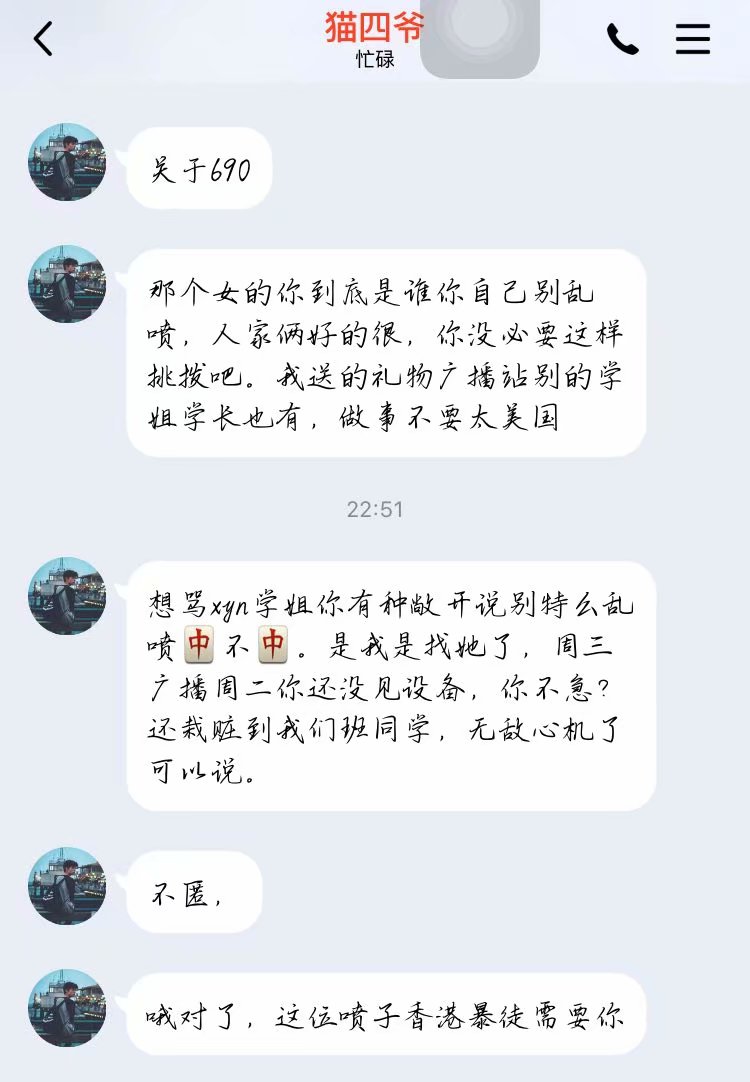 猫四爷
忙碌
关于690
那个女的你到底是谁你自己别乱
喷，人家俩好的很，你没必要这样
挑拨吧。我送的礼物广播站别的学
姐学长也有，做事不要太美国
22:51
想骂xyn学姐你有种敞开说别特么乱
喷🀄不🀄。是我是找她了，周三
广播周二你还没见设备，你不急？
还栽赃到我们班同学，无敌心机了
可以说。
不匿，
哦对了，这位喷子香港暴徒需要你